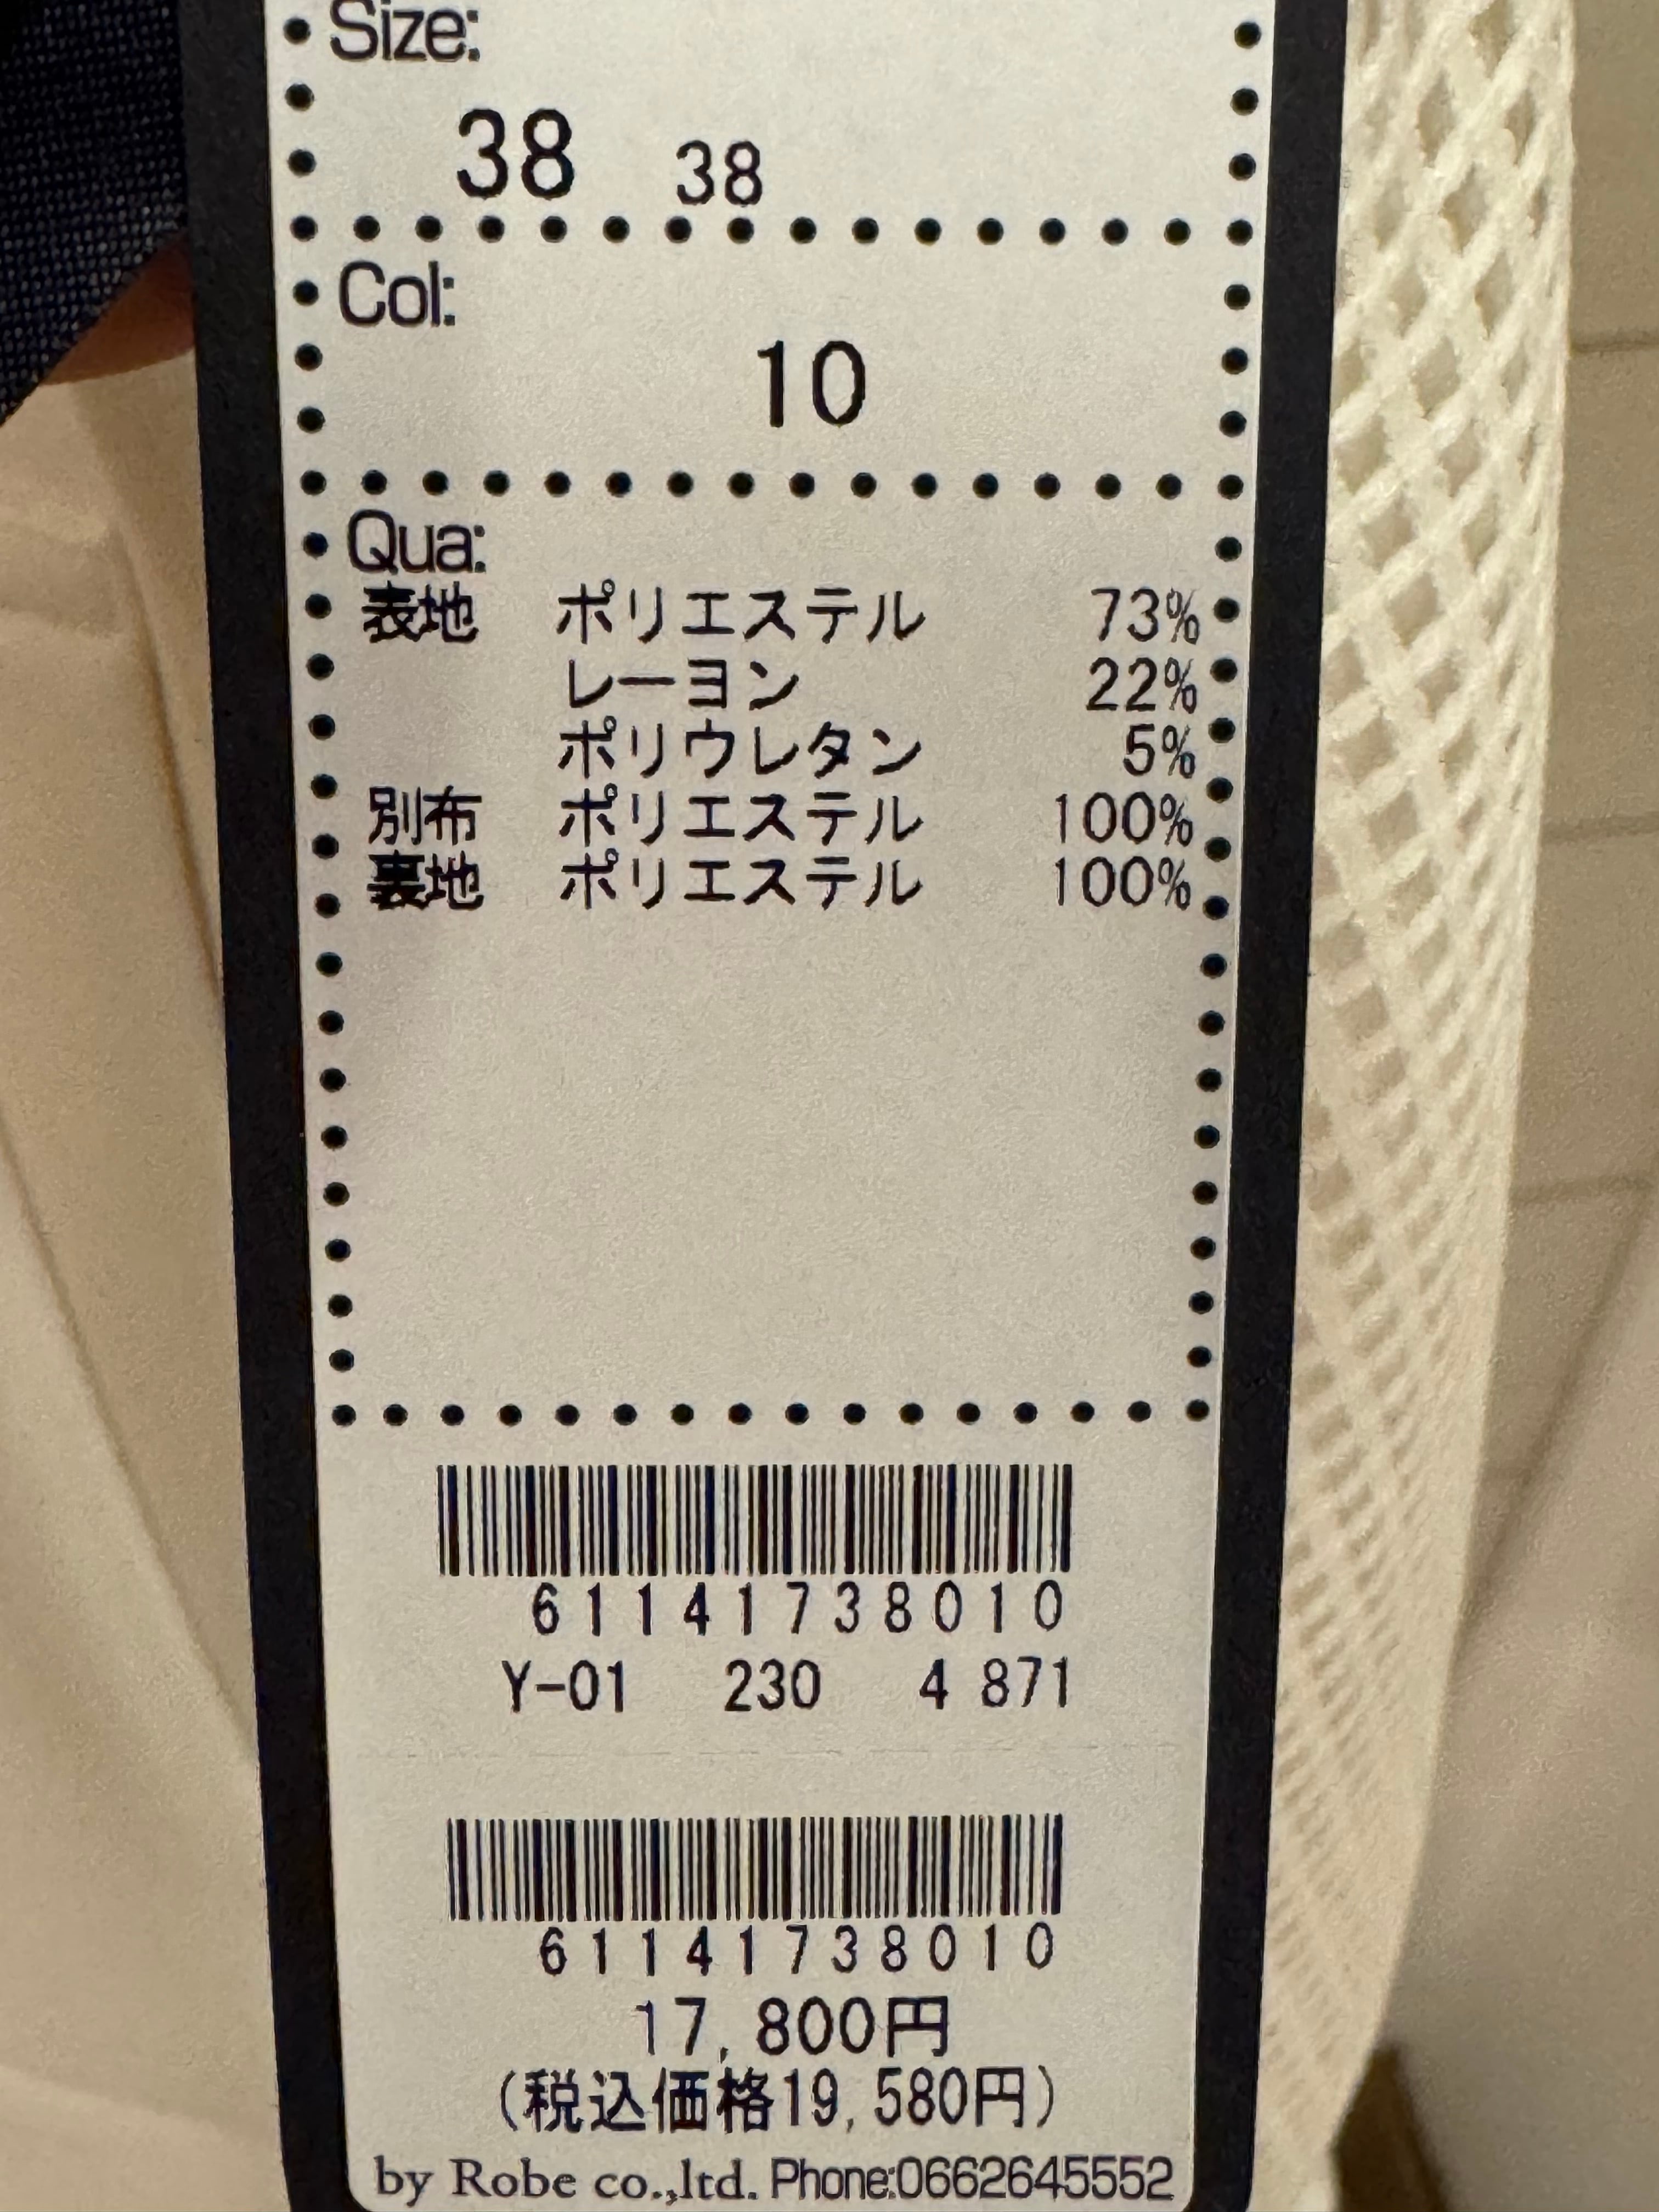 Size:
38 38
Col:
10
Qua:
表地 ポリエステル 73%
レーヨン 22%
ポリウレタン 5%
別布 ポリエステル 100%
裏地 ポリエステル 100%
61141738010
Y-01 230 4 871
61141738010
17,800円
(税込価格19,580円)
by Robe co.,ltd. Phone:0662645552